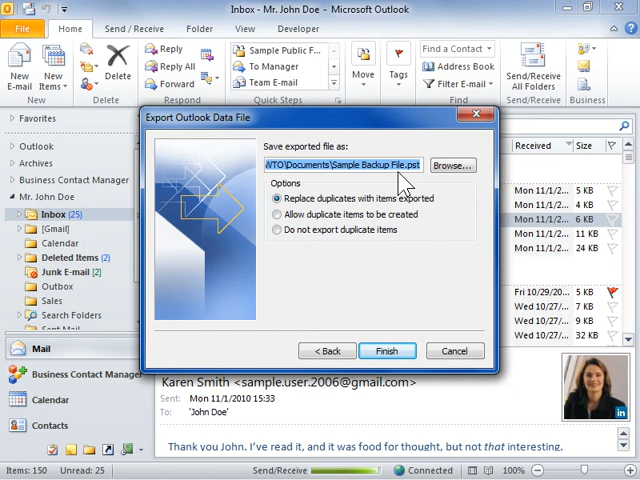 Inbox - Mr. John Doe - Microsoft Outlook
File Home Send / Receive Folder View Developer
New E-mail
New Items
New
Delete
Delete
Reply
Reply All
Forward
Respond
Sample Public F...
To Manager
Team E-mail
Quick Steps
Move
Tags
Find a Contact
Address Book
Filter E-mail
Find
Send/Receive All Folders
Send/Receive
Business
Favorites
Outlook
Archives
Business Contact Manager
Mr. John Doe
Inbox (25)
[Gmail]
Calendar
Deleted Items (2)
Junk E-mail [2]
Outbox
Sales
Search Folders
Sent Mail
Mail
Business Contact Manager
Calendar
Contacts
Export Outlook Data File
Save exported file as:
WTO\Documents\Sample Backup File.pst
Browse...
Options
Replace duplicates with items exported
Allow duplicate items to be created
Do not export duplicate items
< Back
Finish
Cancel
Received Size
Mon 11/1/2... 5 KB
Mon 11/1/2... 4 KB
Mon 11/1/2... 6 KB
Mon 11/1/2... 11 KB
Mon 11/1/2... 24 KB
Fri 10/29/20... 5 KB
Wed 10/27/... 7 KB
Wed 10/27/... 9 KB
Wed 10/27/... 32 KB
Karen Smith <sample.user.2006@gmail.com>
Sent: Mon 11/1/2010 15:33
To: 'John Doe'
in
Thank you John. I've read it, and it was food for thought, but not that interesting.
Items: 150 Unread: 25 Send/Receive Connected 100%